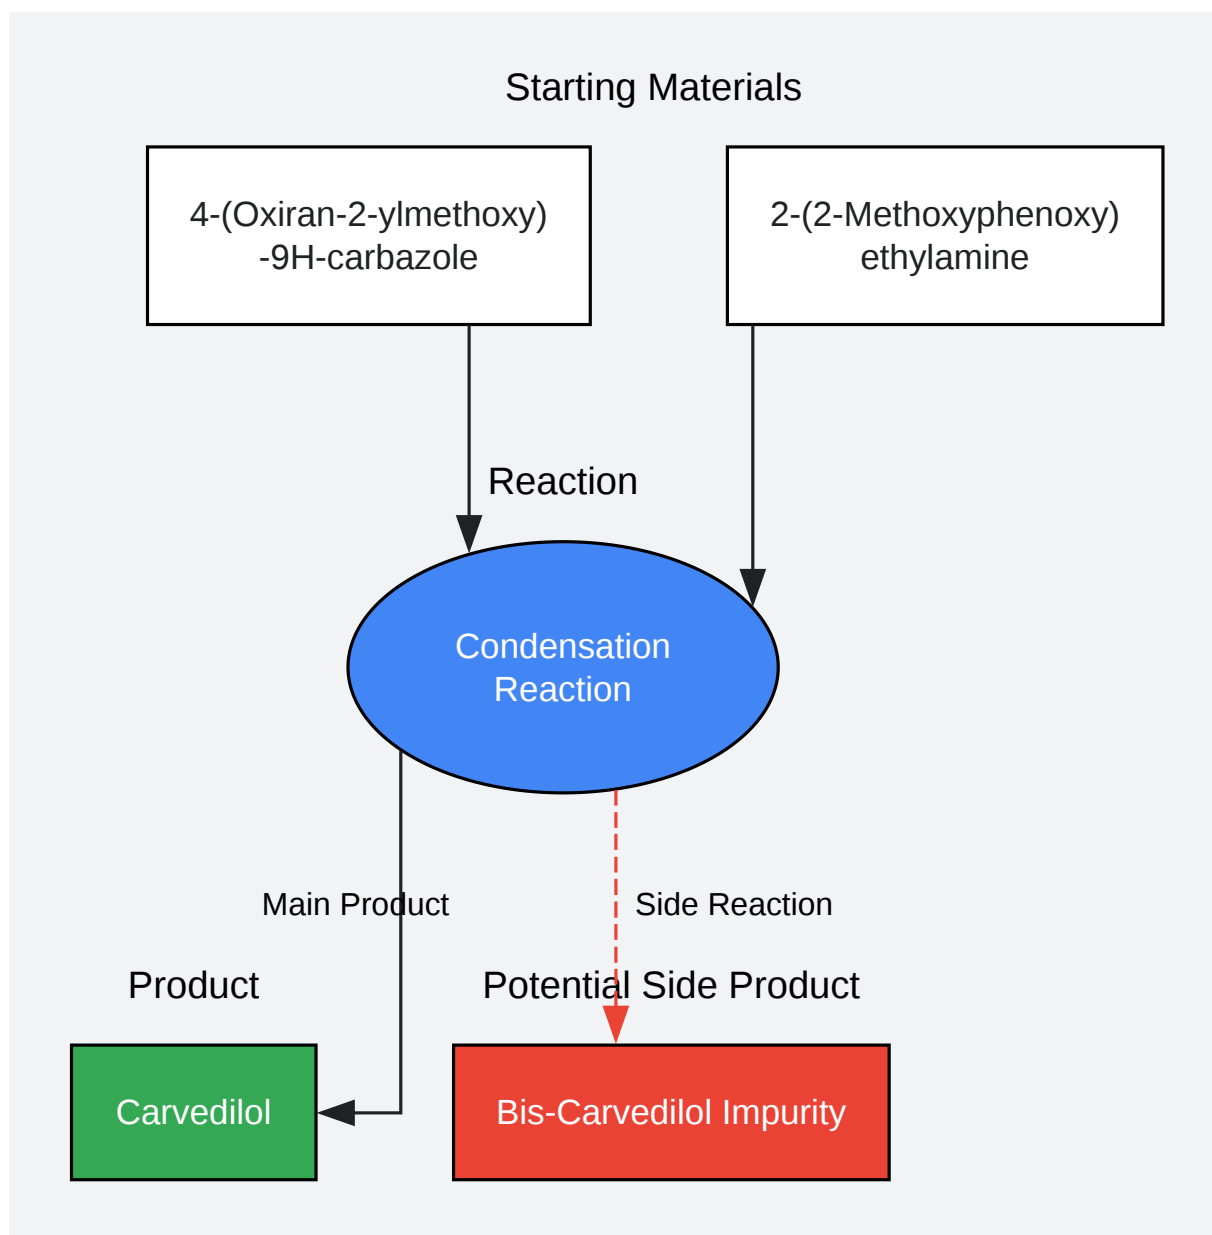 Starting Materials
4-(Oxiran-2-ylmethoxy)
-9H-carbazole
2-(2-Methoxyphenoxy)
ethylamine
Reaction
Condensation
Reaction
Main Product
Side Reaction
Product
Potential Side Product
Carvedilol
Bis-Carvedilol Impurity